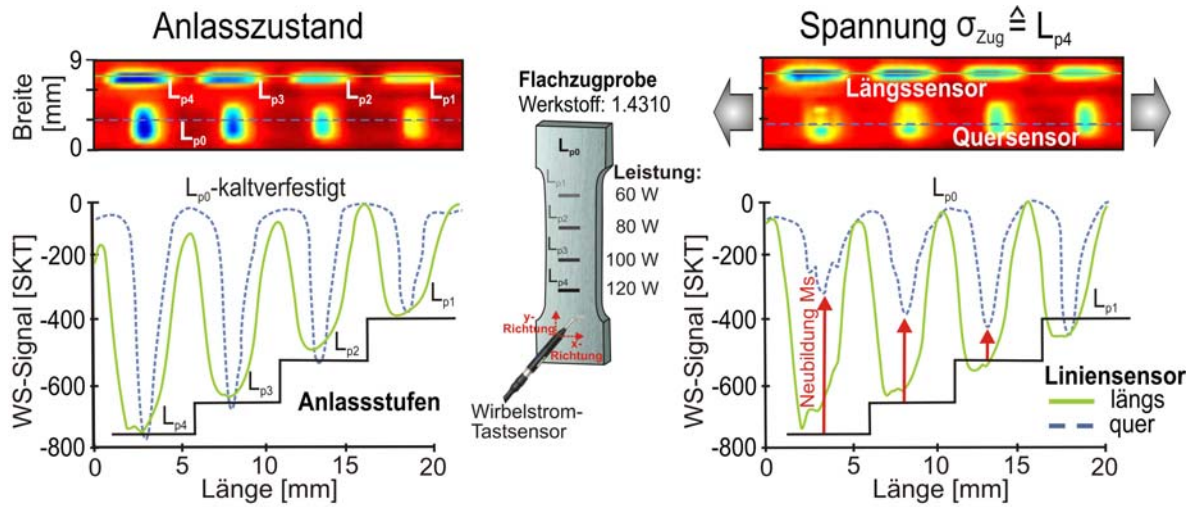 Anlasszustand
9
0
Breite
[mm]
Lp4
Lp3
Lp2
Lp1
Lp0
Lp0-kaltverfestigt
WS-Signal [SKT]
0
-200
-400
-600
-800
Lp1
Lp2
Lp3
Lp4
Anlassstufen
0
5
10
15
20
Länge [mm]
Flachzugprobe
Werkstoff: 1.4310
Lp0
Leistung:
Lp1
60 W
Lp2
80 W
Lp3
100 W
Lp4
120 W
y-
Richtung
x-
Richtung
Wirbelstrom-
Tastsensor
Spannung σZug ≙ Lp4
Längssensor
Quersensor
Lp0
WS-Signal [SKT]
0
-200
-400
-600
-800
Neubildung Ms
Lp1
Liniensensor
längs
quer
0
5
10
15
20
Länge [mm]